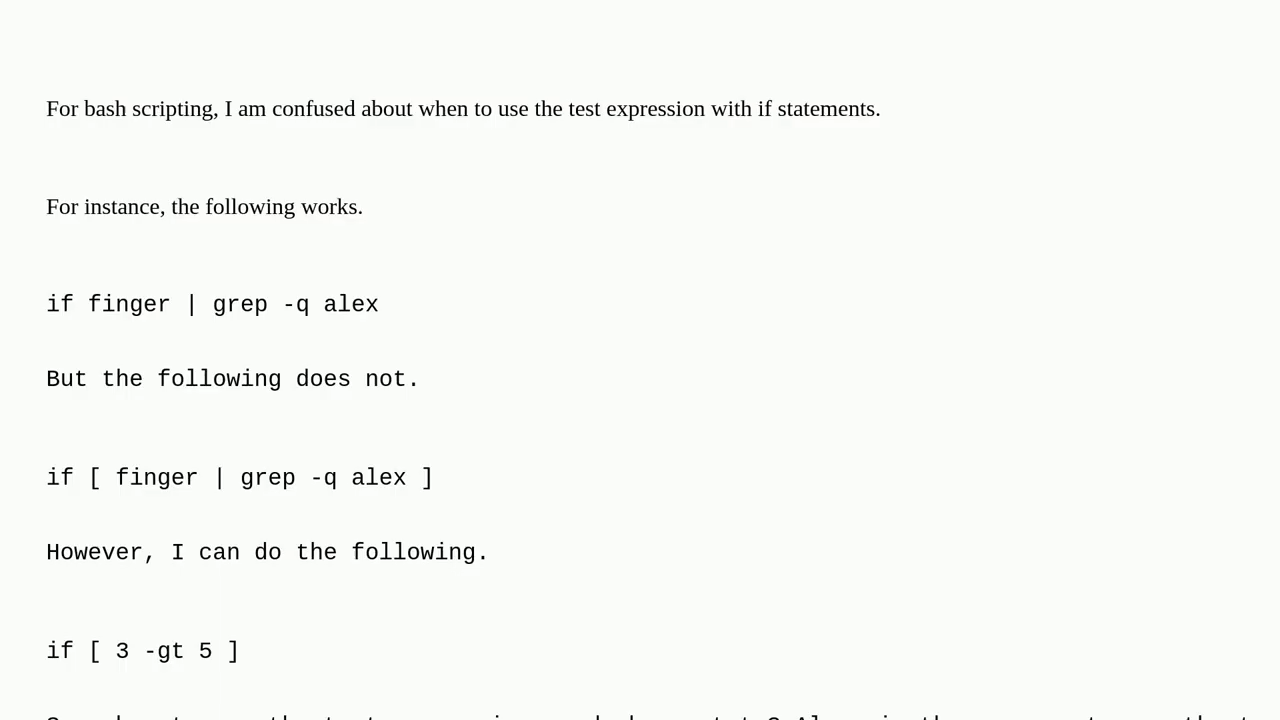 For bash scripting, I am confused about when to use the test expression with if statements.
For instance, the following works.
if finger | grep -q alex
But the following does not.
if [ finger | grep -q alex ]
However, I can do the following.
if [ 3 -gt 5 ]